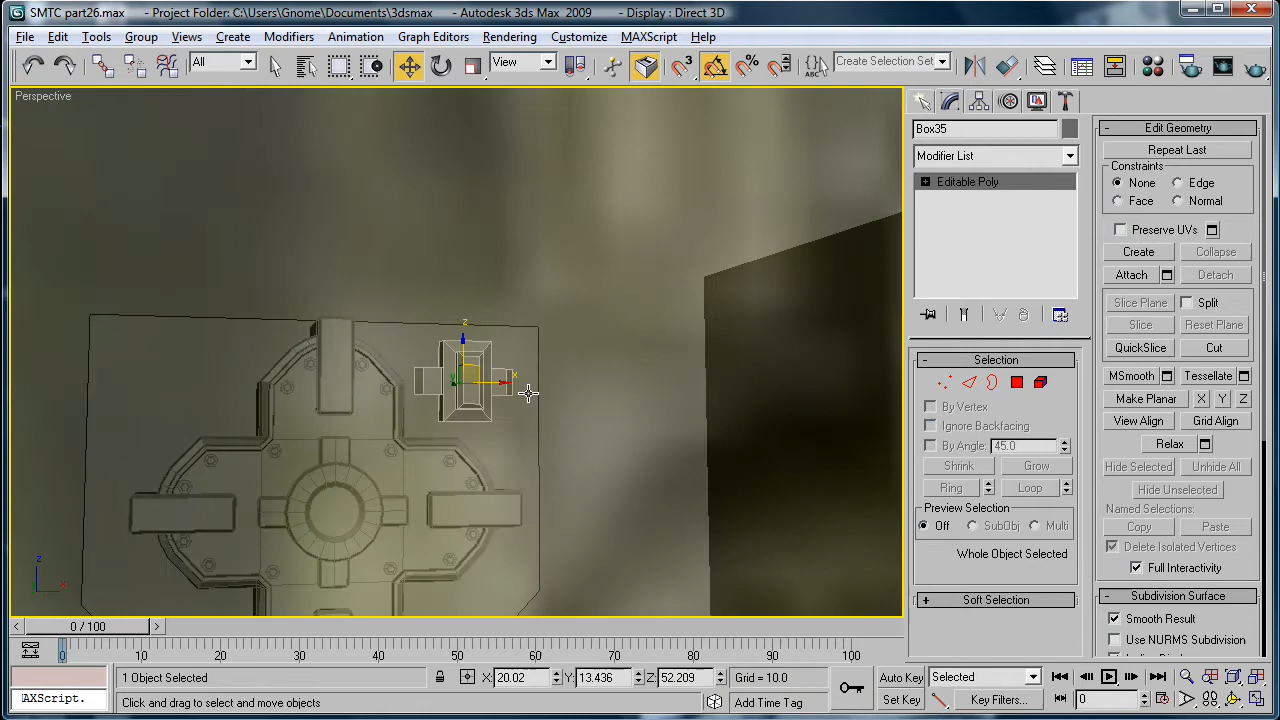 SMTC part26.max - Project Folder: C:\Users\Gnome\Documents\3dsmax - Autodesk 3ds Max 2009 - Display : Direct 3D
File Edit Tools Group Views Create Modifiers Animation Graph Editors Rendering Customize MAXScript Help
All View 3 % {} ABC Create Selection Set
Perspective
Box35
Modifier List
Editable Poly
- Edit Geometry
Repeat Last
Constraints
None Edge
Face Normal
Preserve UVs
Create Collapse
Attach Detach
Slice Plane Split
Slice Reset Plane
QuickSlice Cut
MSmooth Tessellate
Make Planar X Y Z
View Align Grid Align
Relax
Hide Selected Unhide All
Hide Unselected
Named Selections:
Copy Paste
Delete Isolated Vertices
Full Interactivity
- Subdivision Surface
Smooth Result
Use NURMS Subdivision
- Selection
By Vertex
Ignore Backfacing
By Angle: 45.0
Shrink Grow
Ring Loop
Preview Selection
Off SubObj Multi
Whole Object Selected
+ Soft Selection
z
x
y
z
x
< 0 / 100 >
0 10 20 30 40 50 60 70 80 90 100
1 Object Selected X: 20.02 Y: 13.436 Z: 52.209 Grid = 10.0 Auto Key Selected
AXScript. Click and drag to select and move objects Add Time Tag Set Key Key Filters... 0